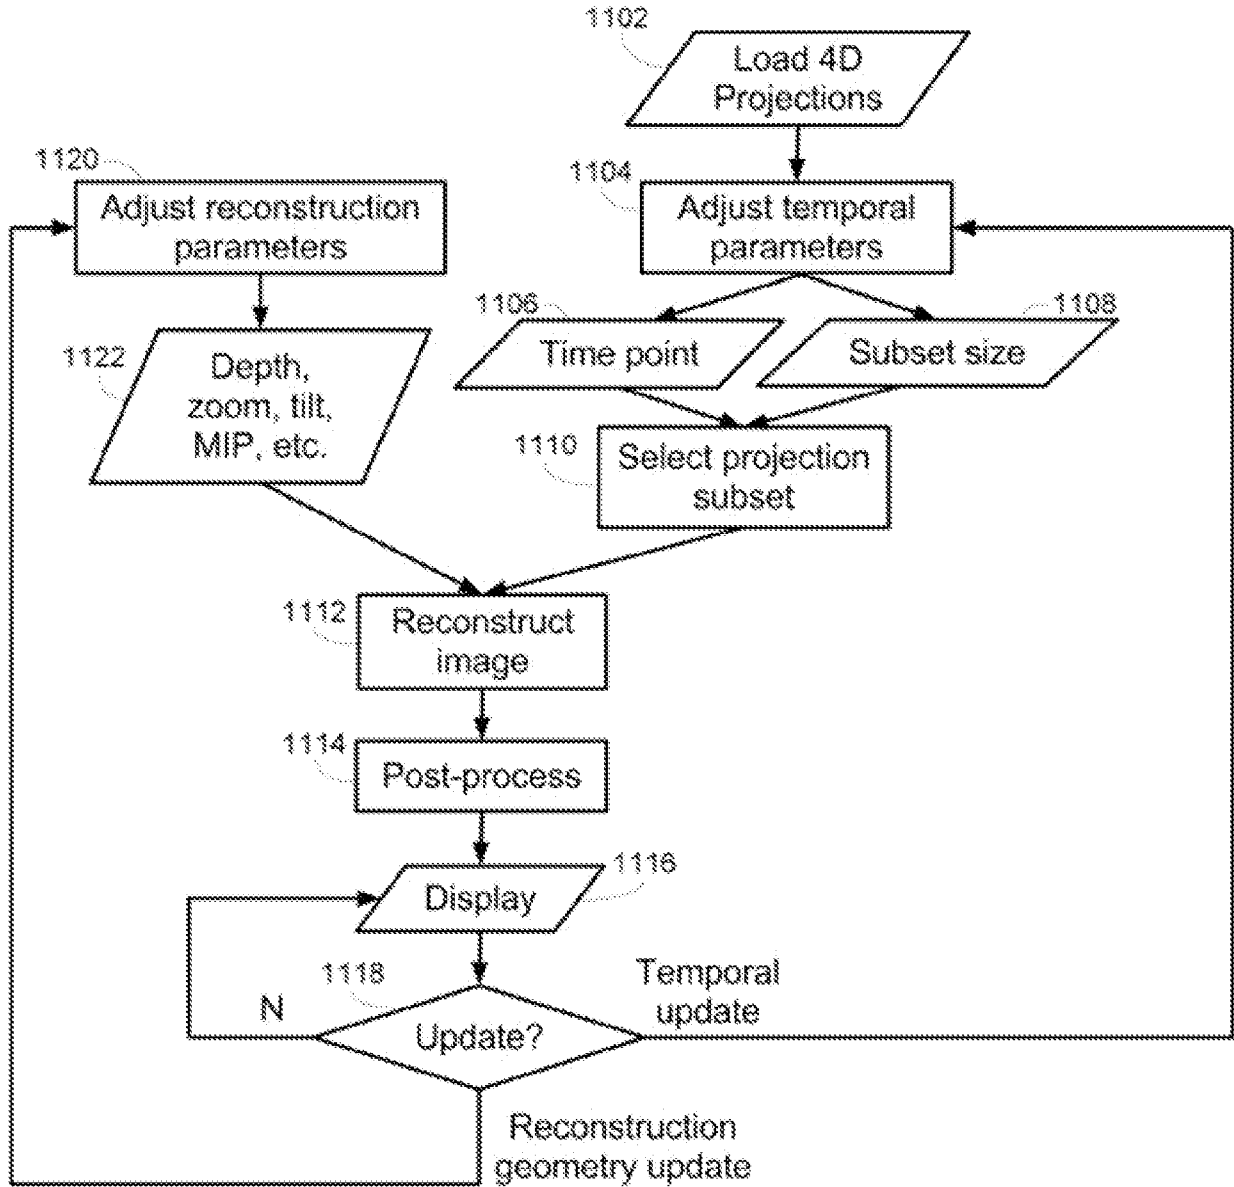 1102
Load 4D
Projections
1120
Adjust reconstruction
parameters
1104
Adjust temporal
parameters
1106
Time point
1108
Subset size
1122
Depth,
zoom, tilt,
MIP, etc.
1110
Select projection
subset
1112
Reconstruct
image
1114
Post-process
1116
Display
1118
Update?
N
Temporal
update
Reconstruction
geometry update